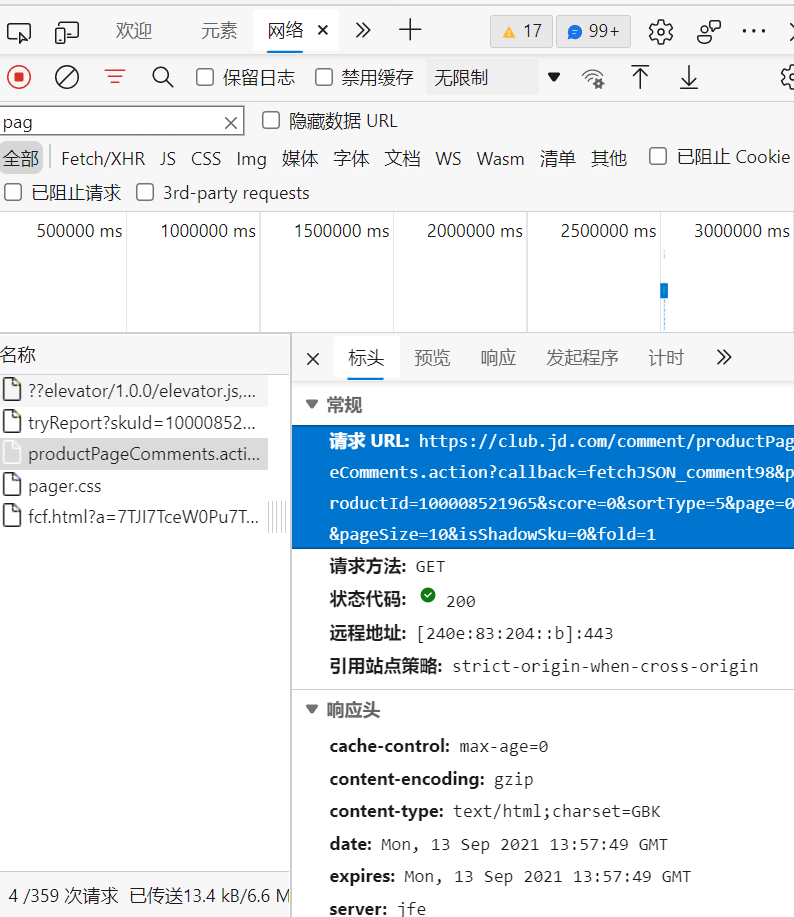 欢迎 元素 网络 17 99+
保留日志 禁用缓存 无限制
pag 隐藏数据 URL
全部 Fetch/XHR JS CSS Img 媒体 字体 文档 WS Wasm 清单 其他 已阻止 Cookie
已阻止请求 3rd-party requests
500000 ms 1000000 ms 1500000 ms 2000000 ms 2500000 ms 3000000 ms
名称
??elevator/1.0.0/elevator.js,...
tryReport?skuId=10000852...
productPageComments.acti...
pager.css
fcf.html?a=7TJI7TceW0Pu7T...
4 /359 次请求 已传送13.4 kB/6.6 M
标头 预览 响应 发起程序 计时
常规
请求 URL: https://club.jd.com/comment/productPag
eComments.action?callback=fetchJSON_comment98&p
roductId=100008521965&score=0&sortType=5&page=0
&pageSize=10&isShadowSku=0&fold=1
请求方法: GET
状态代码: 200
远程地址: [240e:83:204::b]:443
引用站点策略: strict-origin-when-cross-origin
响应头
cache-control: max-age=0
content-encoding: gzip
content-type: text/html;charset=GBK
date: Mon, 13 Sep 2021 13:57:49 GMT
expires: Mon, 13 Sep 2021 13:57:49 GMT
server: jfe